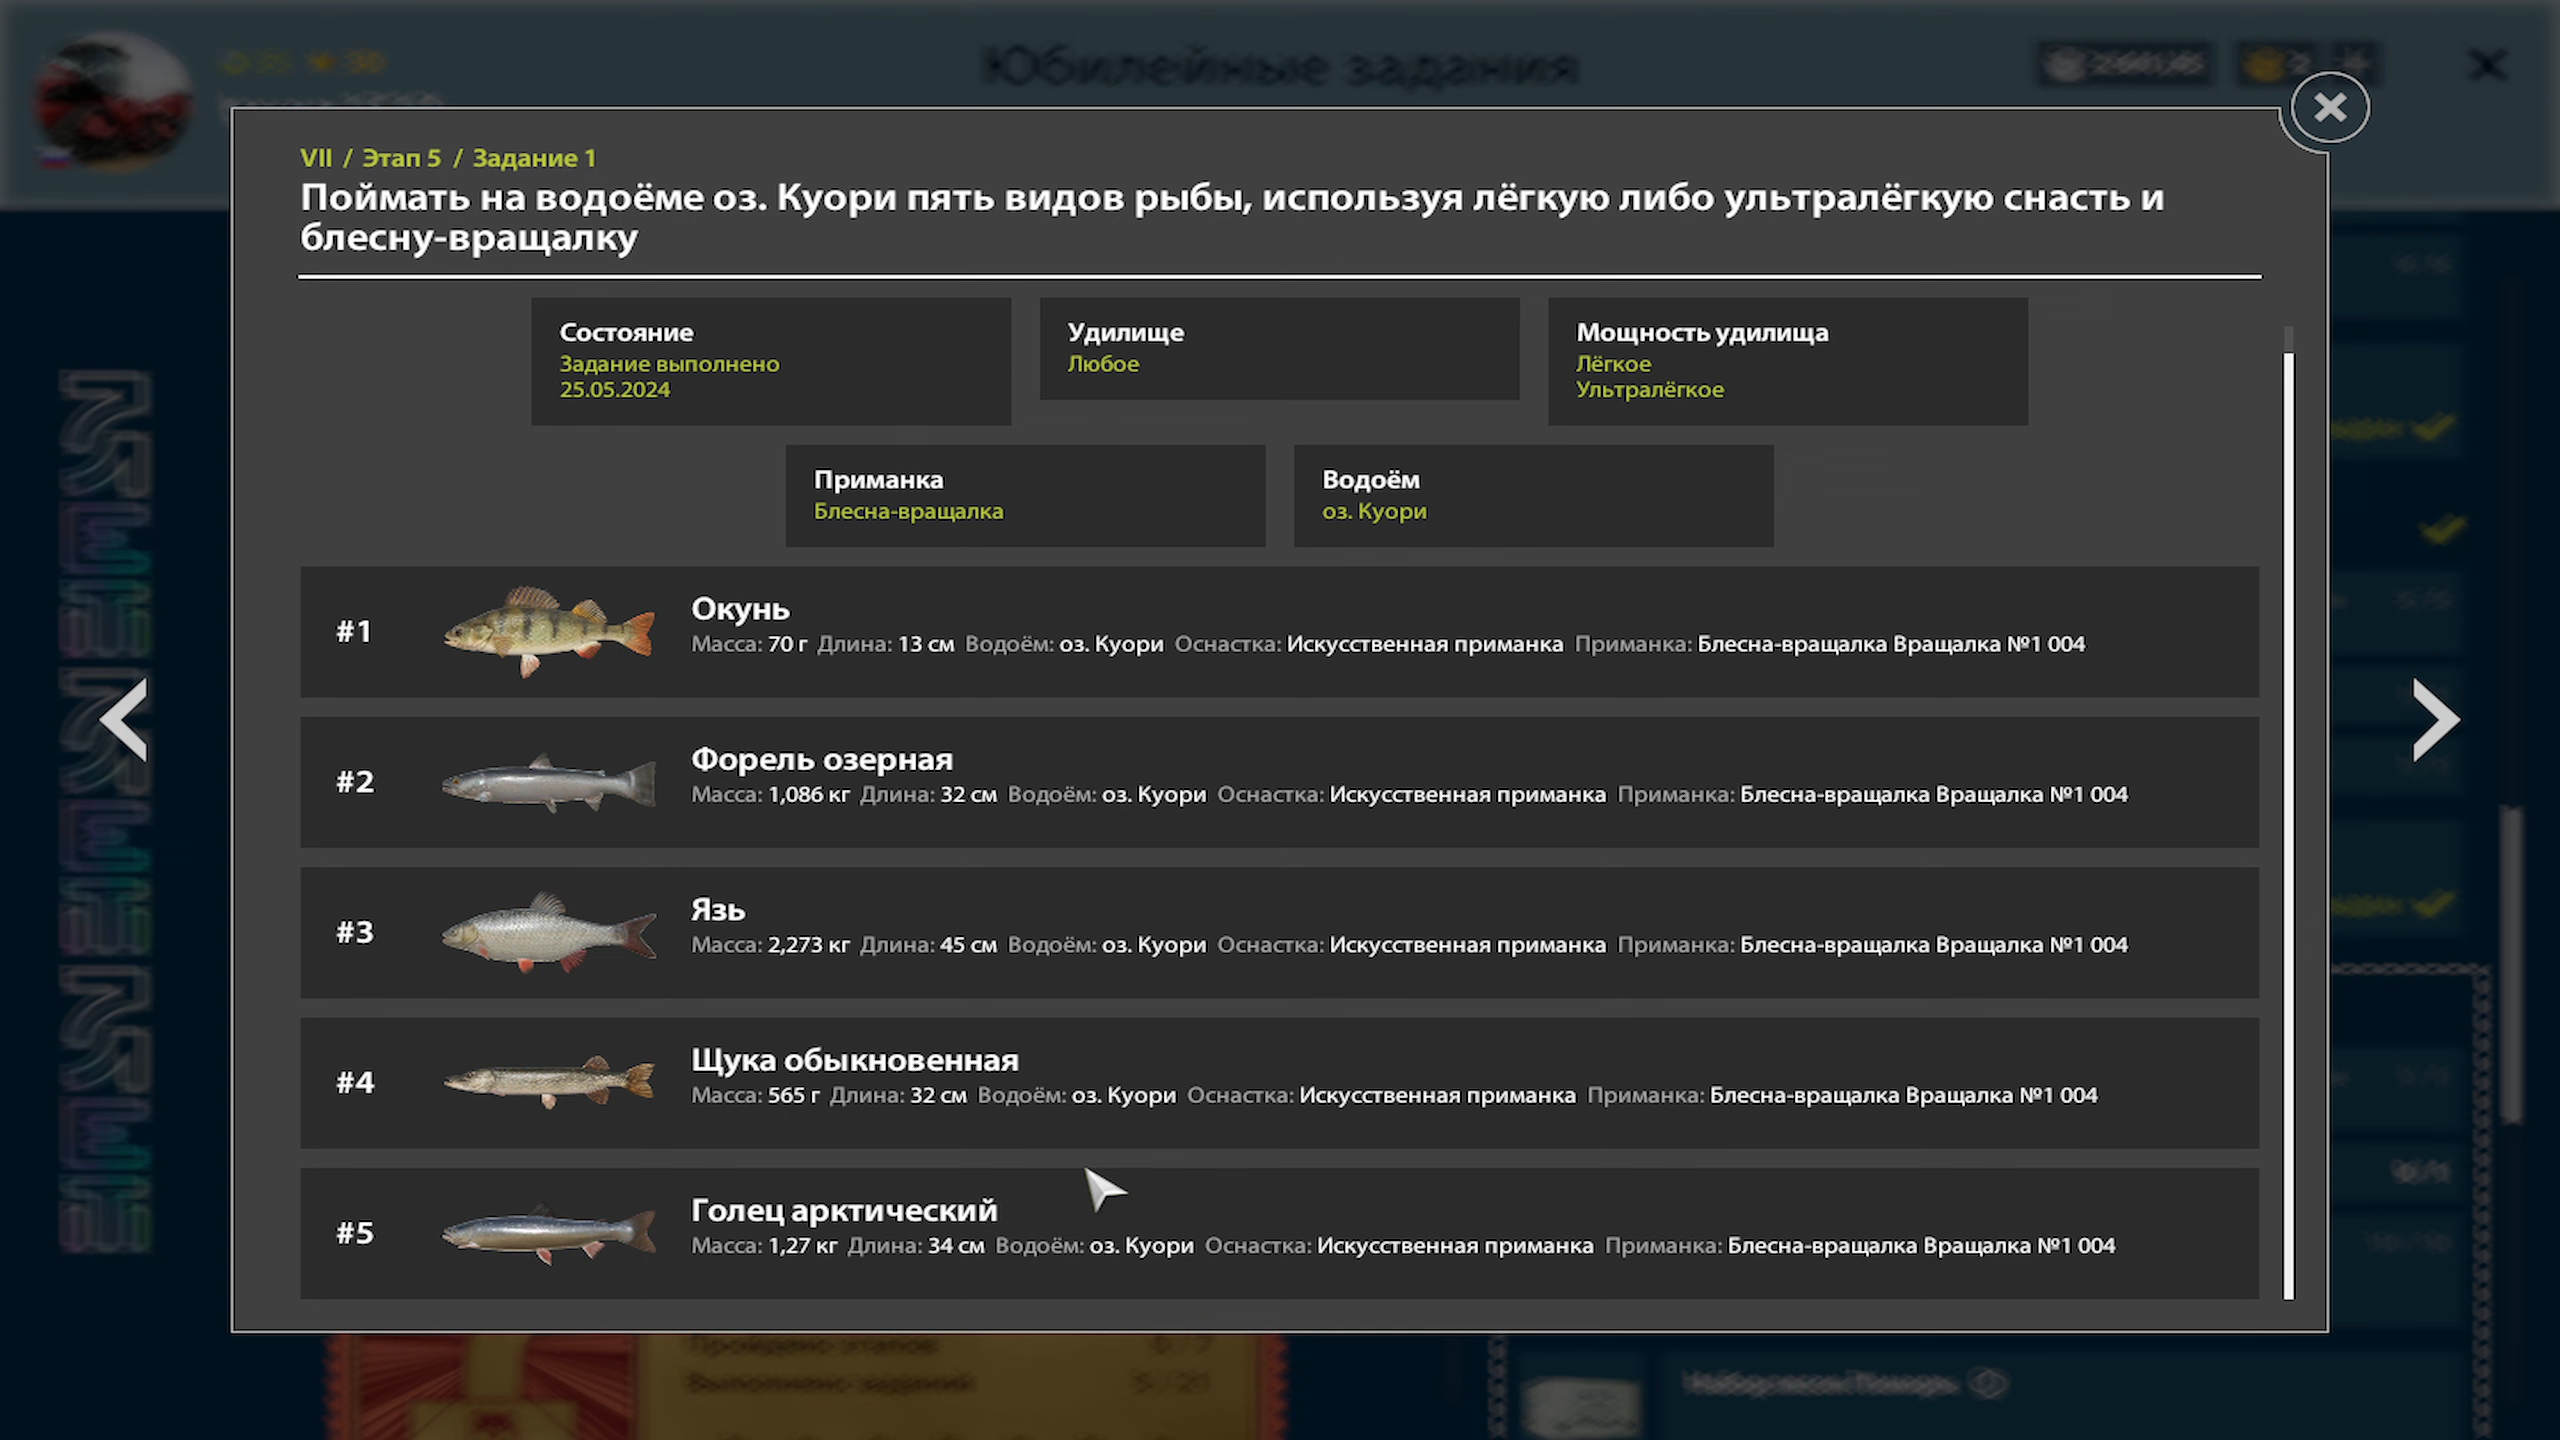 Юбилейные задания
VII / Этап 5 / Задание 1
Поймать на водоёме оз. Куори пять видов рыбы, используя лёгкую либо ультралёгкую снасть и
блесну-вращалку
Состояние
Задание выполнено
25.05.2024
Удилище
Любое
Мощность удилища
Лёгкое
Ультралёгкое
Приманка
Блесна-вращалка
Водоём
оз. Куори
#1
Окунь
Масса: 70 г Длина: 13 см Водоём: оз. Куори Оснастка: Искусственная приманка Приманка: Блесна-вращалка Вращалка №1 004
#2
Форель озерная
Масса: 1,086 кг Длина: 32 см Водоём: оз. Куори Оснастка: Искусственная приманка Приманка: Блесна-вращалка Вращалка №1 004
#3
Язь
Масса: 2,273 кг Длина: 45 см Водоём: оз. Куори Оснастка: Искусственная приманка Приманка: Блесна-вращалка Вращалка №1 004
#4
Щука обыкновенная
Масса: 565 г Длина: 32 см Водоём: оз. Куори Оснастка: Искусственная приманка Приманка: Блесна-вращалка Вращалка №1 004
#5
Голец арктический
Масса: 1,27 кг Длина: 34 см Водоём: оз. Куори Оснастка: Искусственная приманка Приманка: Блесна-вращалка Вращалка №1 004
Пройдено этапов
Выполнено заданий